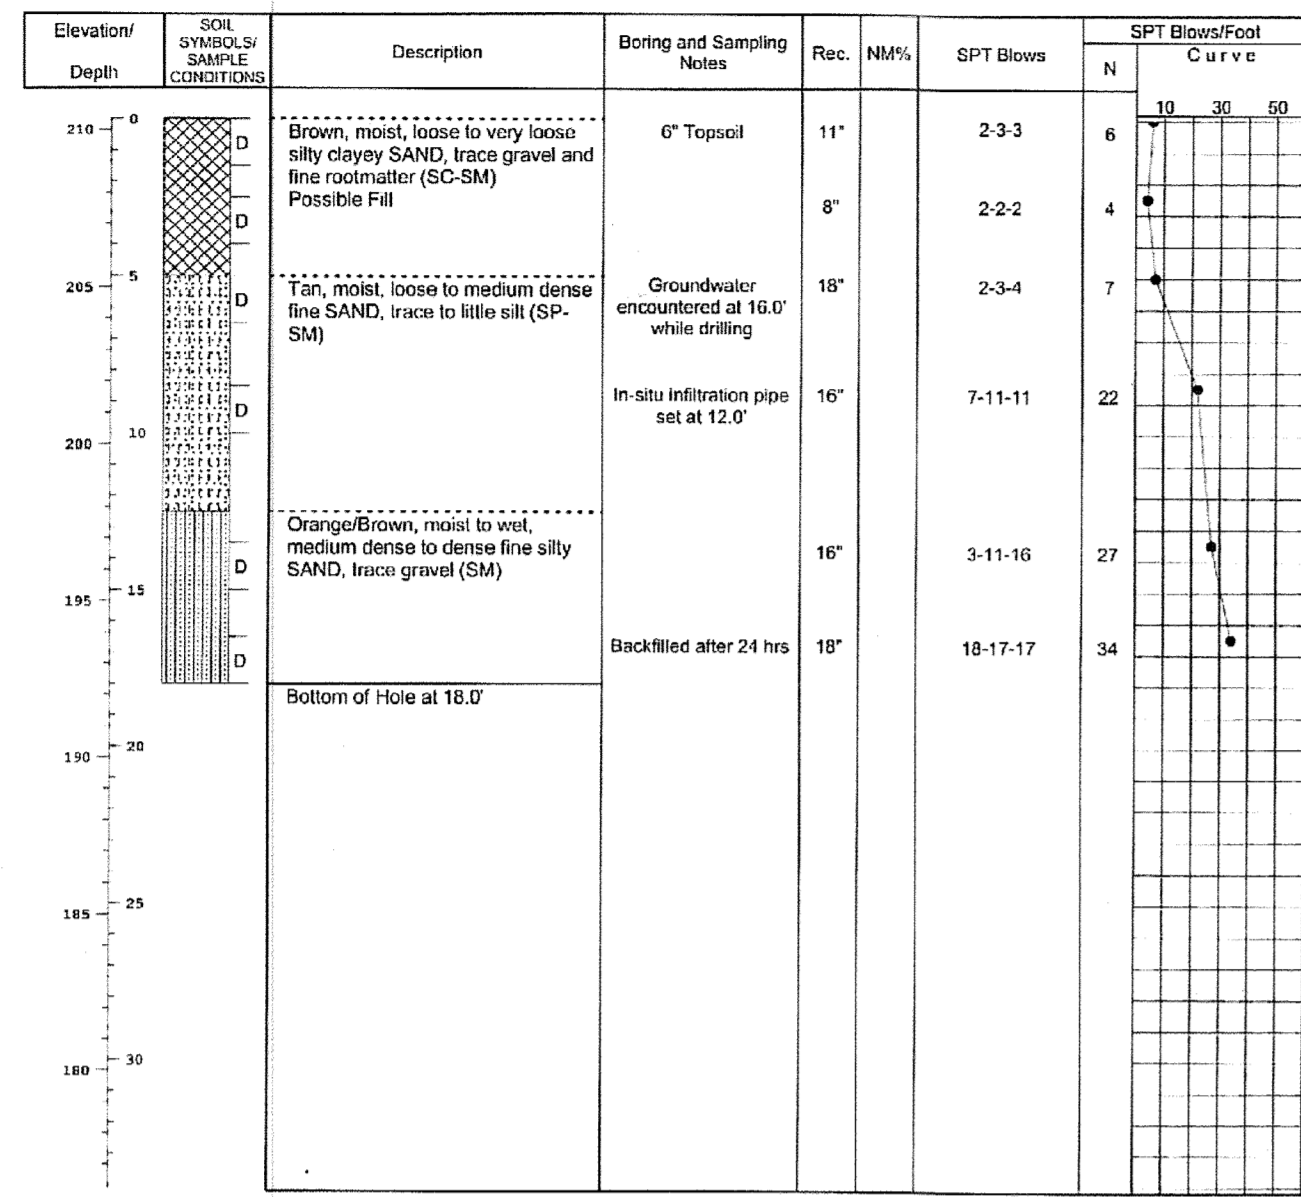 Elevation/
Depth
SOIL
SYMBOLS/
SAMPLE
CONDITIONS
Description
Boring and Sampling
Notes
Rec.
NM%
SPT Blows
SPT Blows/Foot
N
Curve
10 30 50
210
0
D
Brown, moist, loose to very loose
silty clayey SAND, trace gravel and
fine rootmatter (SC-SM)
Possible Fill
6" Topsoil
11"
2-3-3
6
D
8"
2-2-2
4
205
5
D
Tan, moist, loose to medium dense
fine SAND, trace to little silt (SP-
SM)
Groundwater
encountered at 16.0'
while drilling
18"
2-3-4
7
D
In-situ infiltration pipe
set at 12.0'
16"
7-11-11
22
200
10
Orange/Brown, moist to wet,
medium dense to dense fine silty
SAND, trace gravel (SM)
D
16"
3-11-16
27
195
15
D
Backfilled after 24 hrs
18"
18-17-17
34
Bottom of Hole at 18.0'
190
20
185
25
180
30